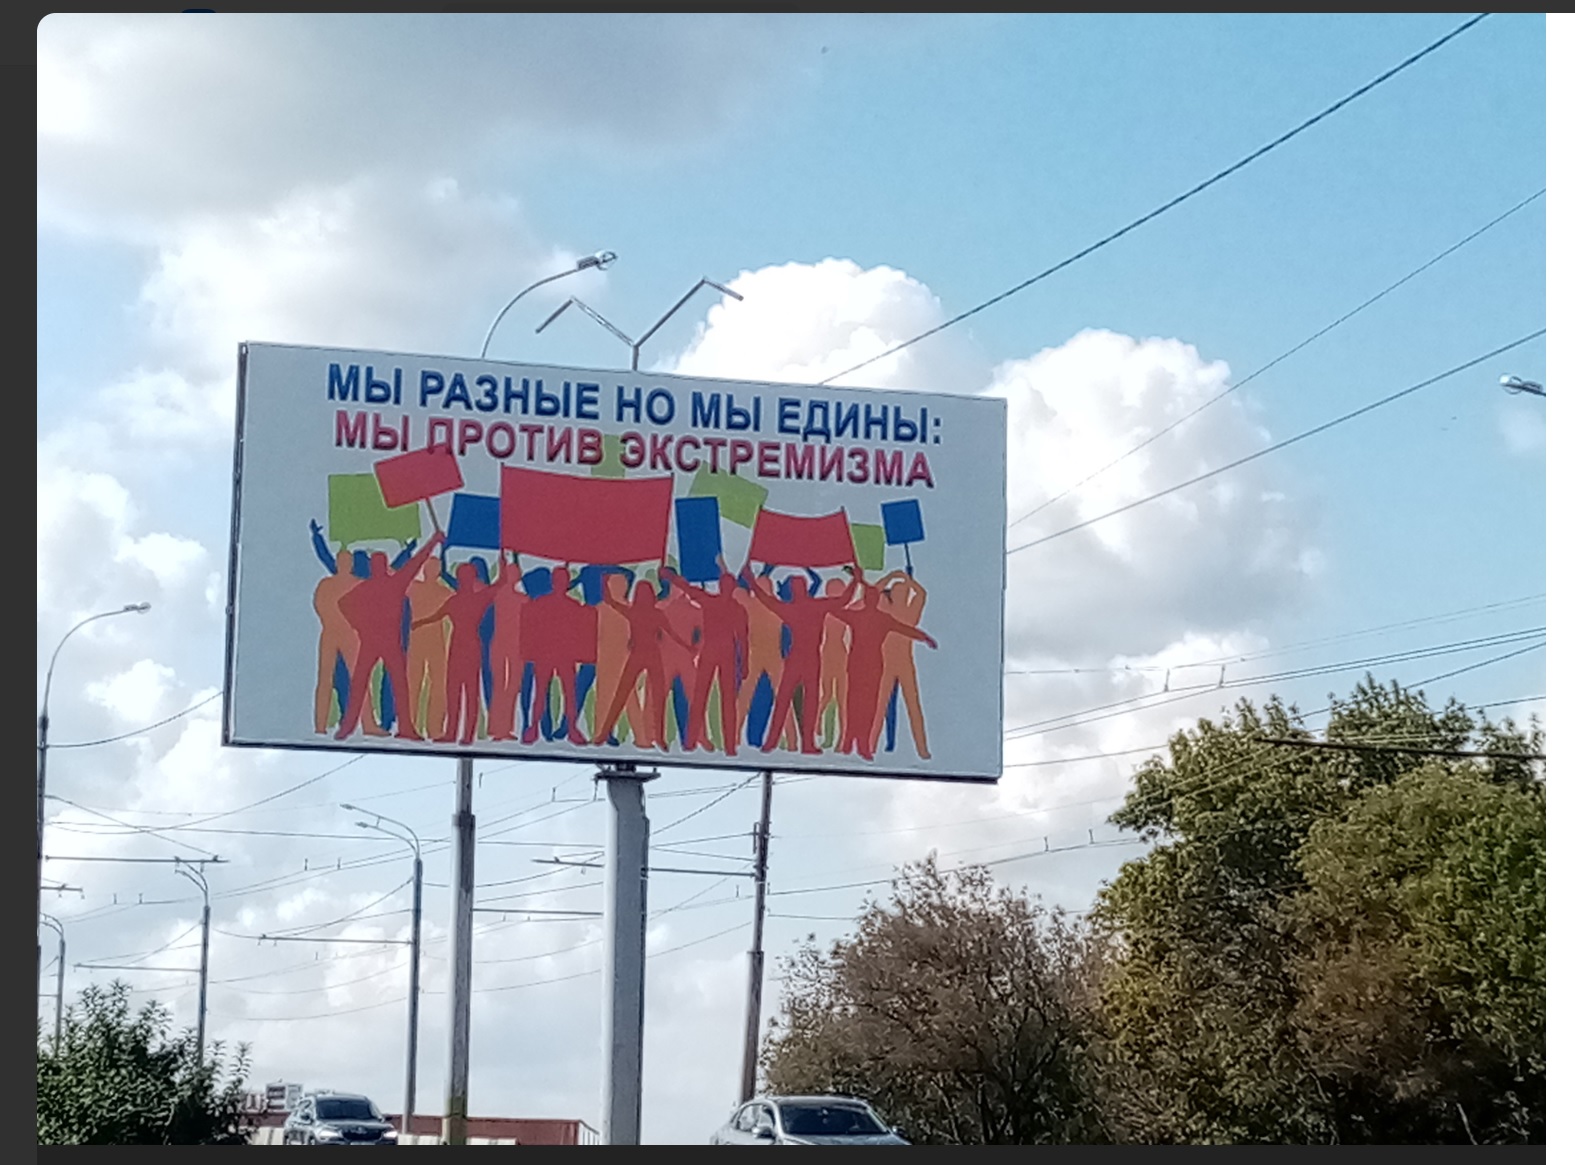 МЫ РАЗНЫЕ НО МЫ ЕДИНЫ:
МЫ ПРОТИВ ЭКСТРЕМИЗМА